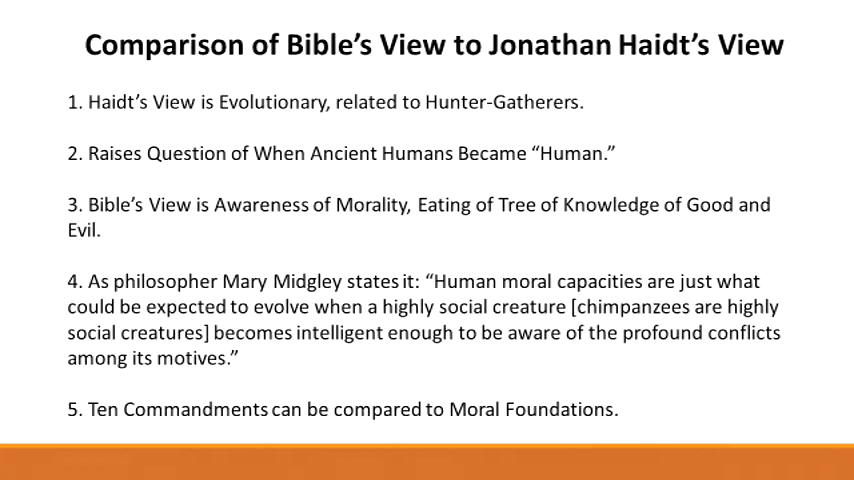 Comparison of Bible’s View to Jonathan Haidt’s View
1. Haidt’s View is Evolutionary, related to Hunter-Gatherers.
2. Raises Question of When Ancient Humans Became “Human.”
3. Bible’s View is Awareness of Morality, Eating of Tree of Knowledge of Good and
Evil.
4. As philosopher Mary Midgley states it: “Human moral capacities are just what
could be expected to evolve when a highly social creature [chimpanzees are highly
social creatures] becomes intelligent enough to be aware of the profound conflicts
among its motives.”
5. Ten Commandments can be compared to Moral Foundations.